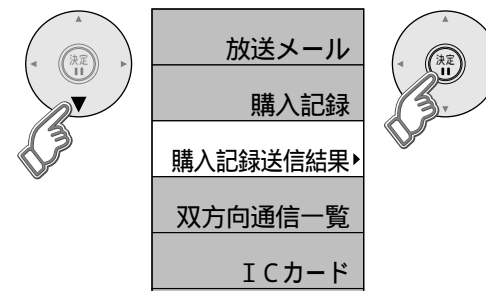 決定
放送メール
購入記録
購入記録送信結果
双方向通信一覧
ＩＣカード
決定